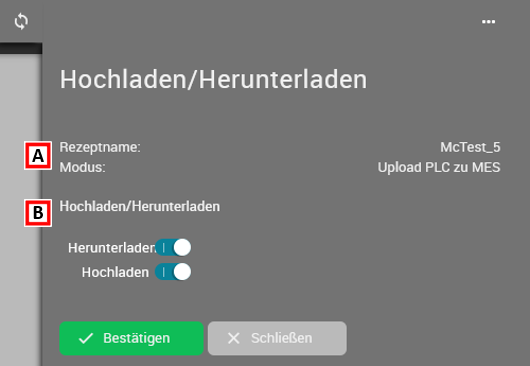 Hochladen/Herunterladen
A
Rezeptname: McTest_5
Modus: Upload PLC zu MES
B
Hochladen/Herunterladen
Herunterladen
Hochladen
Bestätigen Schließen